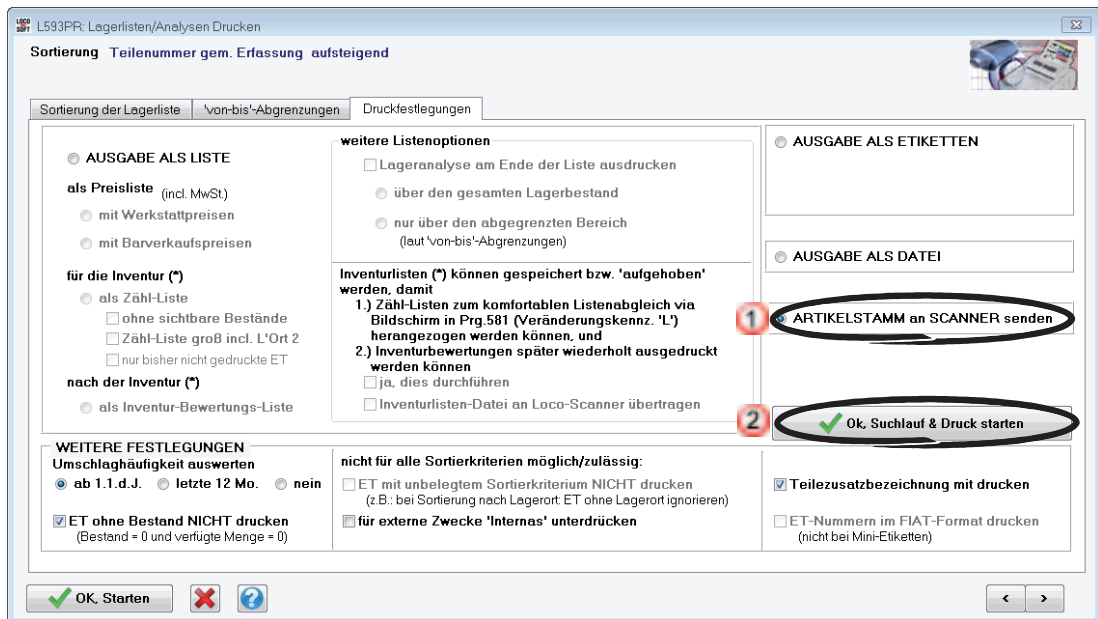 LOCO SOFT
L593PR: Lagerlisten/Analysen Drucken
Sortierung Teilenummer gem. Erfassung aufsteigend
Sortierung der Lagerliste
'von-bis'-Abgrenzungen
Druckfestlegungen
AUSGABE ALS LISTE
als Preisliste (incl. MwSt.)
mit Werkstattpreisen
mit Barverkaufspreisen
für die Inventur (*)
als Zähl-Liste
ohne sichtbare Bestände
Zähl-Liste groß incl. L'Ort 2
nur bisher nicht gedruckte ET
nach der Inventur (*)
als Inventur-Bewertungs-Liste
weitere Listenoptionen
Lageranalyse am Ende der Liste ausdrucken
über den gesamten Lagerbestand
nur über den abgegrenzten Bereich
(laut 'von-bis'-Abgrenzungen)
Inventurlisten (*) können gespeichert bzw. 'aufgehoben'
werden, damit
1.) Zähl-Listen zum komfortablen Listenabgleich via
Bildschirm in Prg.581 (Veränderungskennz. 'L')
herangezogen werden können, und
2.) Inventurbewertungen später wiederholt ausgedruckt
werden können
ja, dies durchführen
Inventurlisten-Datei an Loco-Scanner übertragen
AUSGABE ALS ETIKETTEN
AUSGABE ALS DATEI
1
ARTIKELSTAMM an SCANNER senden
2
Ok, Suchlauf & Druck starten
WEITERE FESTLEGUNGEN
Umschlaghäufigkeit auswerten
ab 1.1.d.J. letzte 12 Mo. nein
ET ohne Bestand NICHT drucken
(Bestand = 0 und verfügte Menge = 0)
nicht für alle Sortierkriterien möglich/zulässig:
ET mit unbelegtem Sortierkriterium NICHT drucken
(z.B.: bei Sortierung nach Lagerort: ET ohne Lagerort ignorieren)
für externe Zwecke 'Internas' unterdrücken
Teilezusatzbezeichnung mit drucken
ET-Nummern im FIAT-Format drucken
(nicht bei Mini-Etiketten)
OK, Starten
?
< >